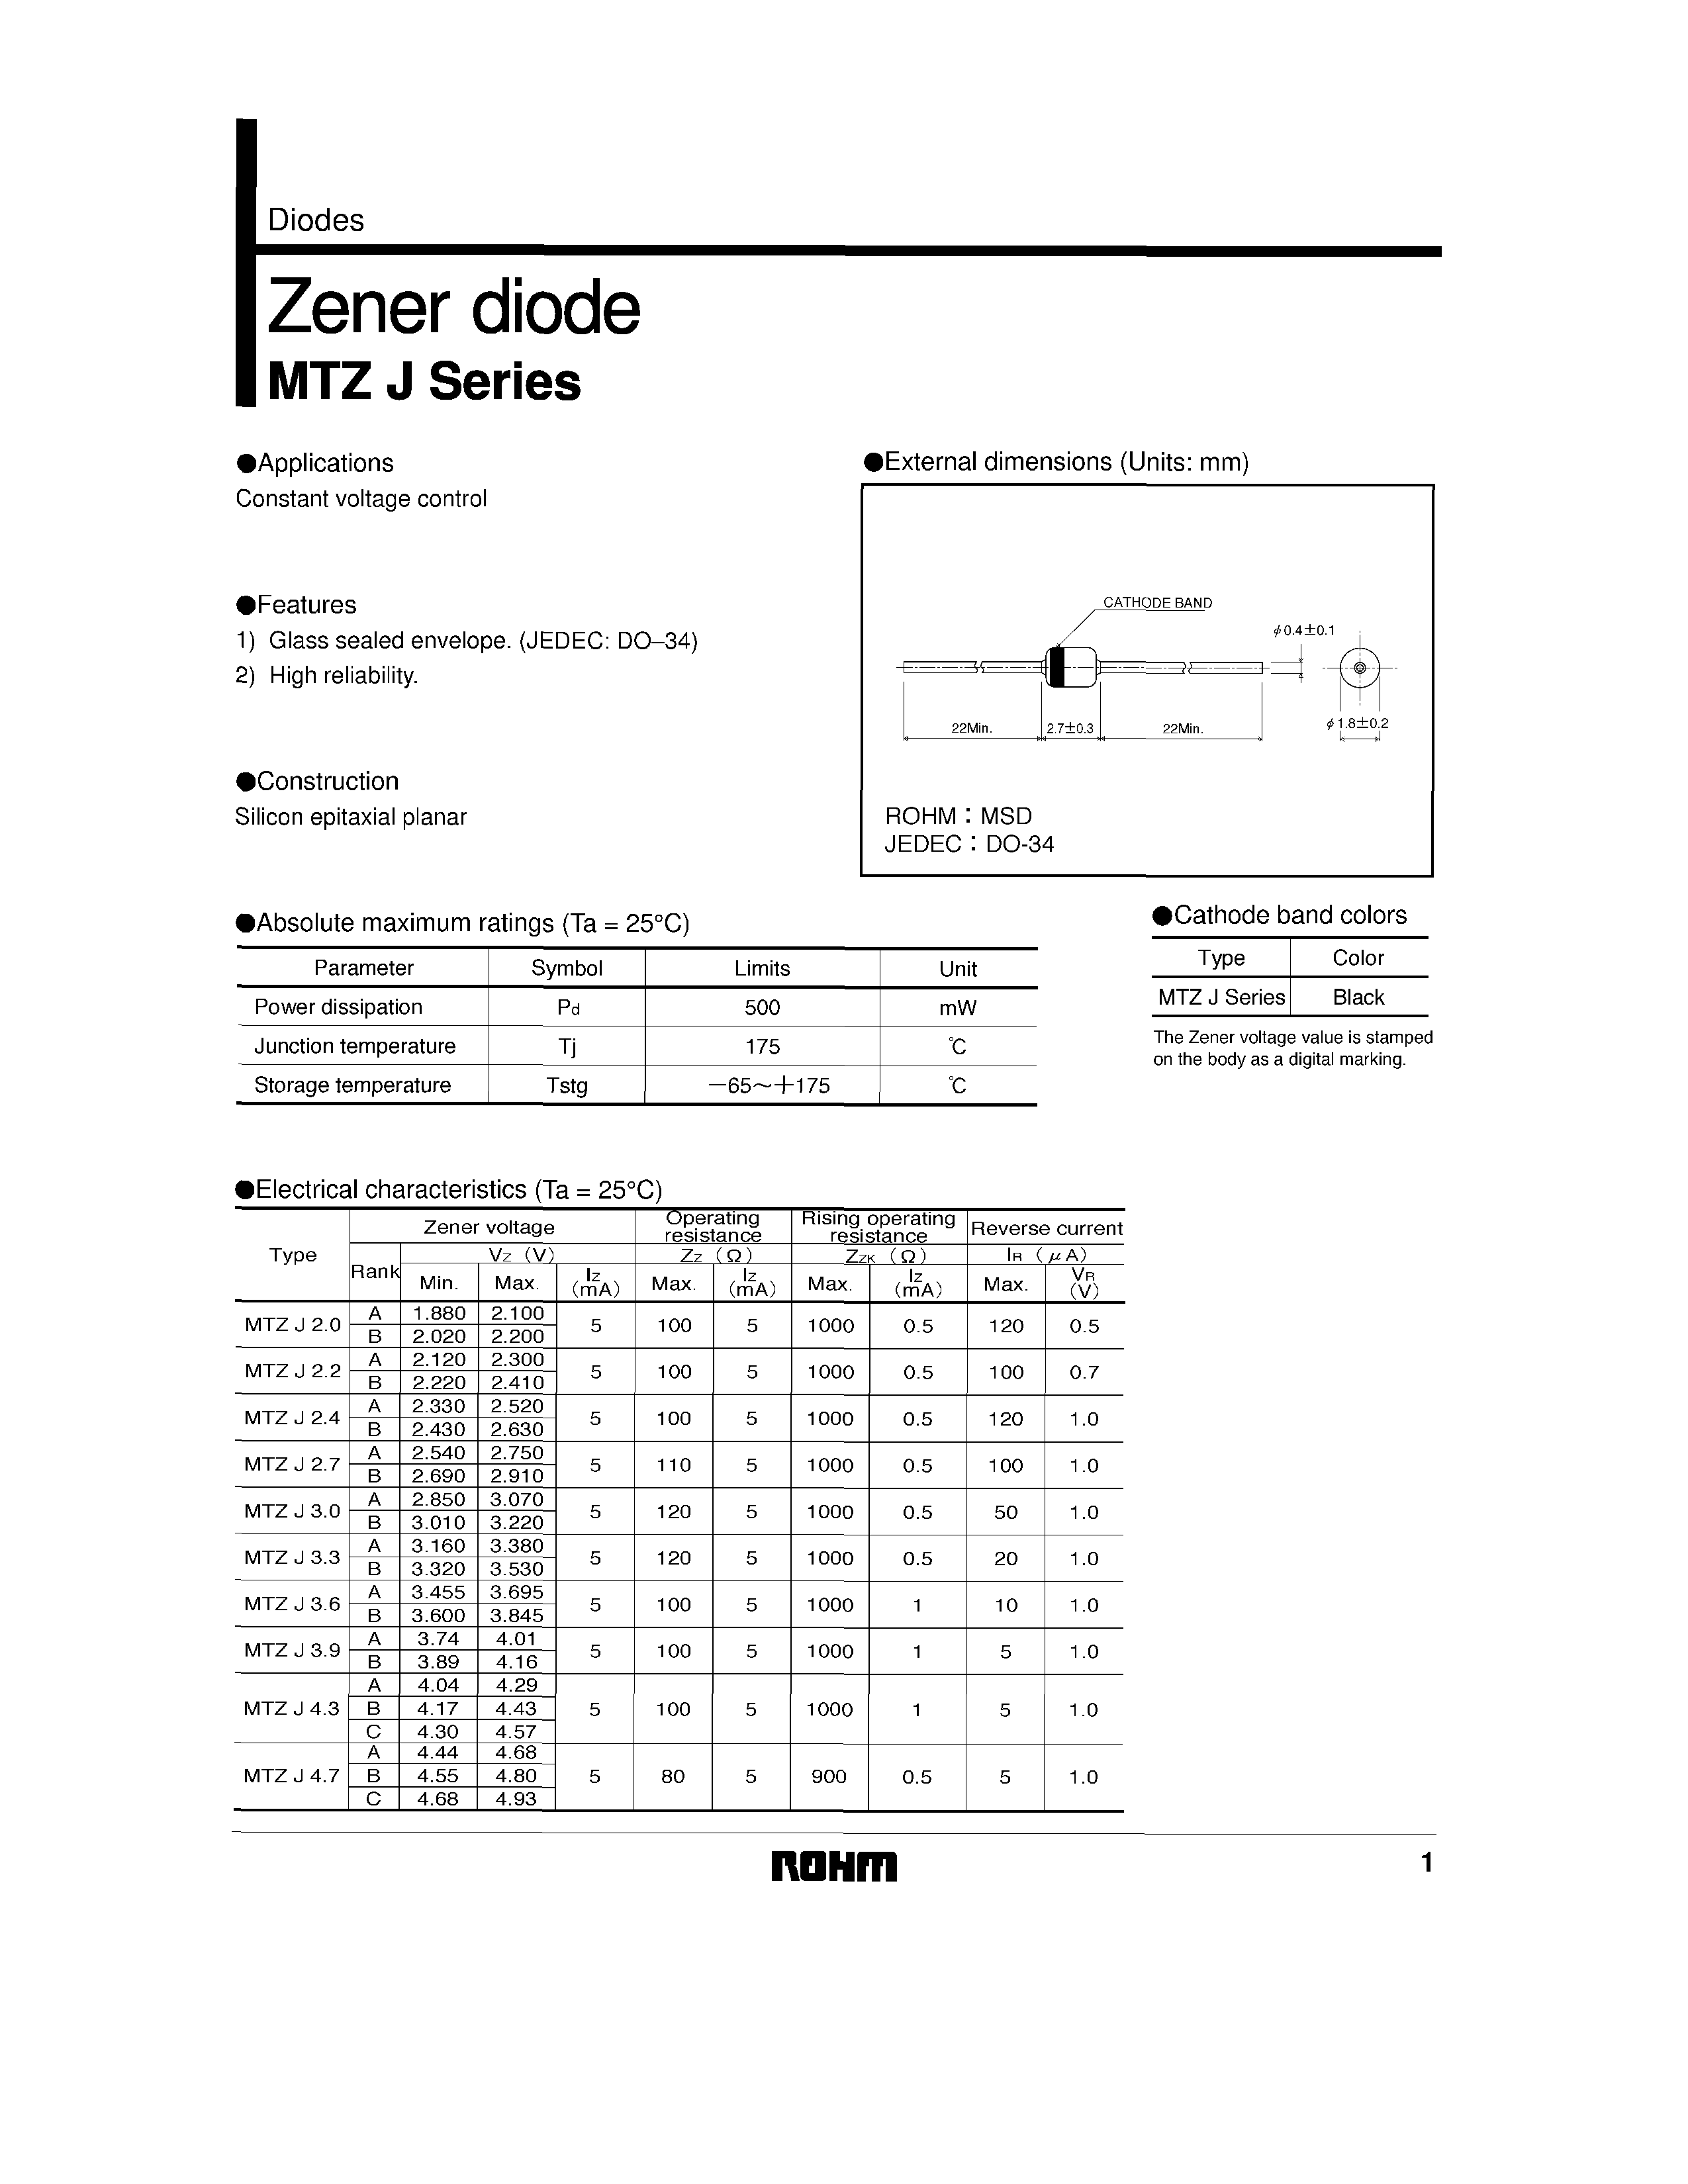 Diodes
Zener diode
MTZ J Series
●Applications
Constant voltage control
●Features
1) Glass sealed envelope. (JEDEC: DO–34)
2) High reliability.
●Construction
Silicon epitaxial planar
●External dimensions (Units: mm)
CATHODE BAND
φ0.4±0.1
22Min. 2.7±0.3 22Min. φ1.8±0.2
ROHM : MSD
JEDEC : DO-34
●Absolute maximum ratings (Ta = 25°C)
Parameter Symbol Limits Unit
Power dissipation Pd 500 mW
Junction temperature Tj 175 ℃
Storage temperature Tstg −65~+175 ℃
●Cathode band colors
Type Color
MTZ J Series Black
The Zener voltage value is stamped
on the body as a digital marking.
●Electrical characteristics (Ta = 25°C)
Type Zener voltage Operating resistance Rising operating resistance Reverse current
Rank Vz (V) Zz (Ω) ZzK (Ω) IR (μA)
Min. Max. Iz (mA) Max. Iz (mA) Max. Iz (mA) Max. VR (V)
MTZ J 2.0 A 1.880 2.100 5 100 5 1000 0.5 120 0.5
B 2.020 2.200
MTZ J 2.2 A 2.120 2.300 5 100 5 1000 0.5 100 0.7
B 2.220 2.410
MTZ J 2.4 A 2.330 2.520 5 100 5 1000 0.5 120 1.0
B 2.430 2.630
MTZ J 2.7 A 2.540 2.750 5 110 5 1000 0.5 100 1.0
B 2.690 2.910
MTZ J 3.0 A 2.850 3.070 5 120 5 1000 0.5 50 1.0
B 3.010 3.220
MTZ J 3.3 A 3.160 3.380 5 120 5 1000 0.5 20 1.0
B 3.320 3.530
MTZ J 3.6 A 3.455 3.695 5 100 5 1000 1 10 1.0
B 3.600 3.845
MTZ J 3.9 A 3.74 4.01 5 100 5 1000 1 5 1.0
B 3.89 4.16
MTZ J 4.3 A 4.04 4.29 5 100 5 1000 1 5 1.0
B 4.17 4.43
C 4.30 4.57
MTZ J 4.7 A 4.44 4.68 5 80 5 900 0.5 5 1.0
B 4.55 4.80
C 4.68 4.93
ROHM 1